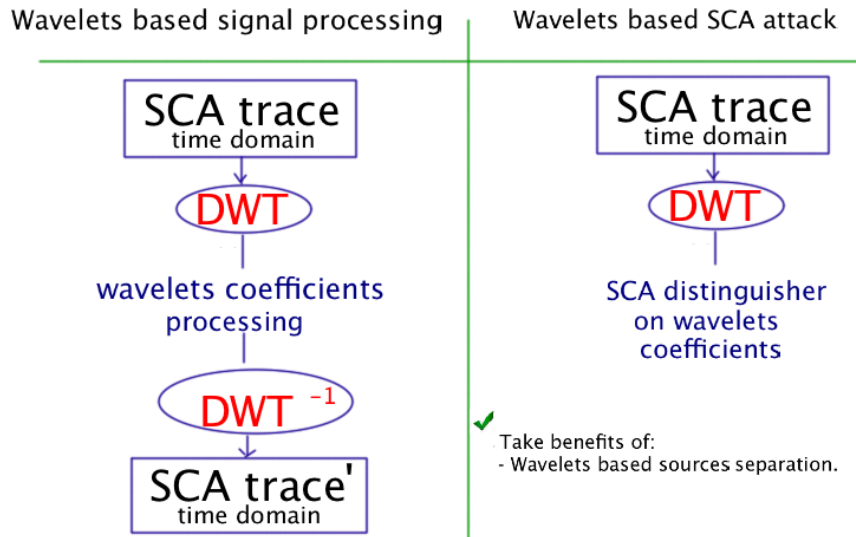 Wavelets based signal processing
SCA trace
time domain
DWT
wavelets coefficients
processing
DWT -1
SCA trace'
time domain
Wavelets based SCA attack
SCA trace
time domain
DWT
SCA distinguisher
on wavelets
coefficients
Take benefits of:
- Wavelets based sources separation.